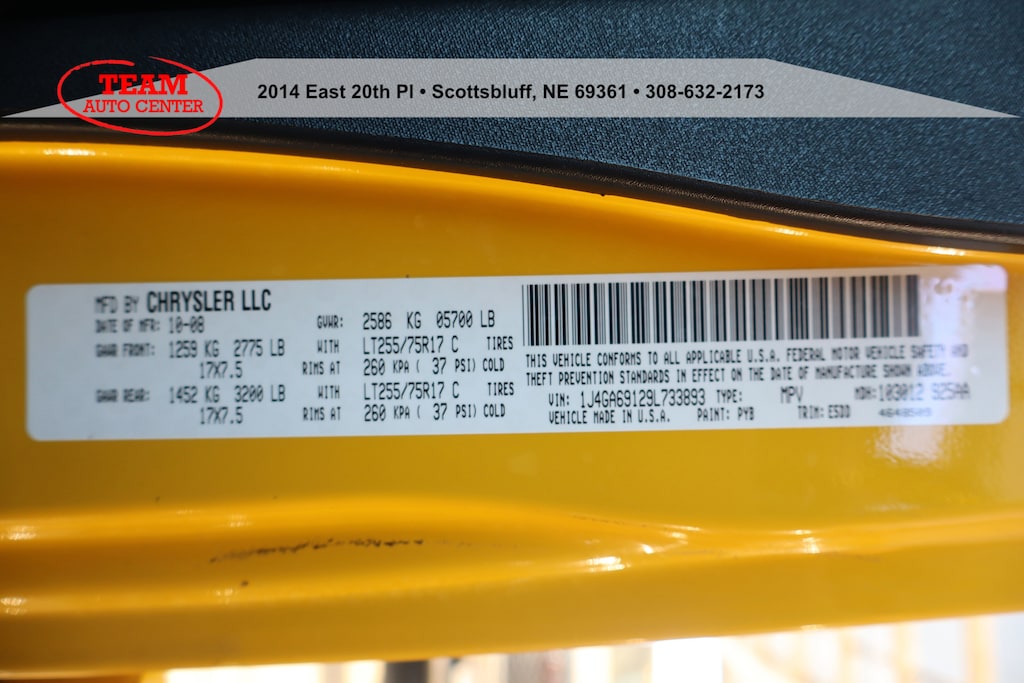 TEAM
AUTO CENTER
2014 East 20th Pl • Scottsbluff, NE 69361 • 308-632-2173
MFD BY CHRYSLER LLC
DATE OF MFR: 10-08 GVWR: 2586 KG 05700 LB
GAWR FRONT: 1259 KG 2775 LB WITH LT255/75R17 C TIRES
17X7.5 RIMS AT 260 KPA ( 37 PSI) COLD
GAWR REAR: 1452 KG 3200 LB WITH LT255/75R17 C TIRES
17X7.5 RIMS AT 260 KPA ( 37 PSI) COLD
THIS VEHICLE CONFORMS TO ALL APPLICABLE U.S.A. FEDERAL MOTOR VEHICLE SAFETY AND
THEFT PREVENTION STANDARDS IN EFFECT ON THE DATE OF MANUFACTURE SHOWN ABOVE.
VIN: 1J4GA69129L733893 TYPE: MPV MDH:103012 925AA
VEHICLE MADE IN U.S.A. PAINT: PYB TRIM: ESDD